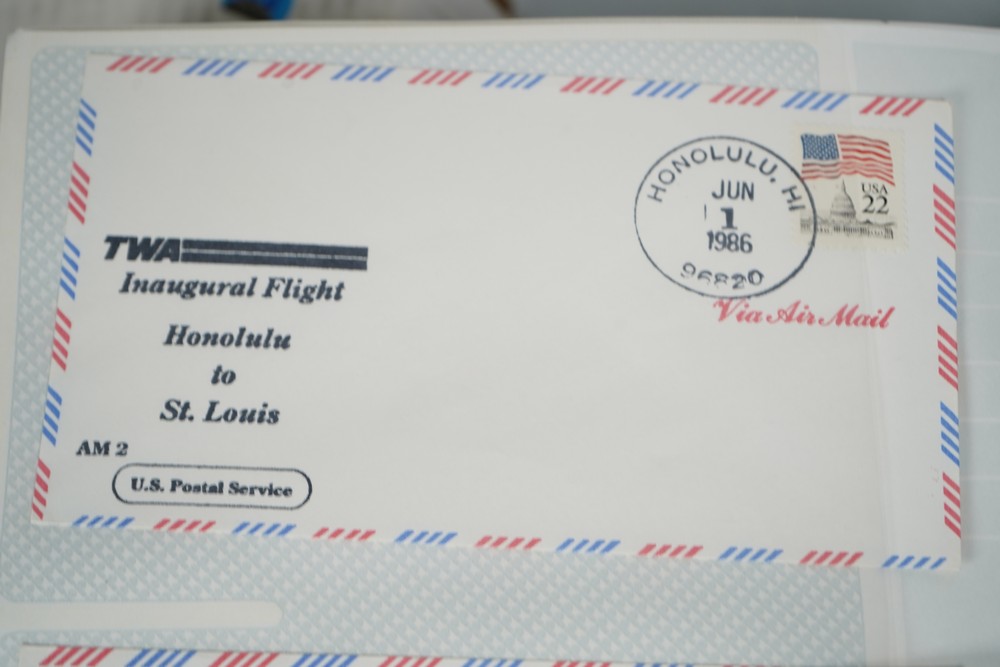 TWA
Inaugural Flight
Honolulu
to
St. Louis
AM 2
U.S. Postal Service
HONOLULU, HI
JUN
1
1986
96820
USA
22
Via Air Mail